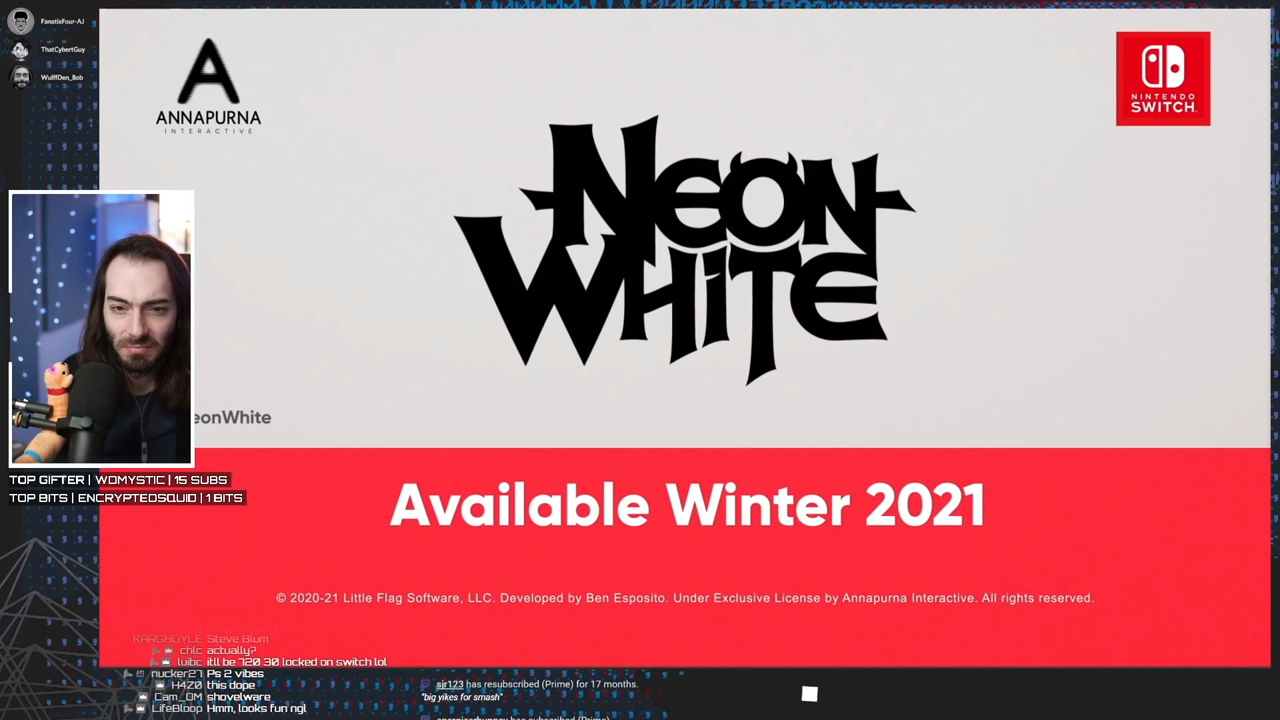 FanatixFour-AJ
ThatCybertGuy
WulffDen_Bob
A
ANNAPURNA
INTERACTIVE
NINTENDO
SWITCH
NEON
WHITE
eonWhite
TOP GIFTER | WOMYSTIC | 15 SUBS
TOP BITS | ENCRYPTEDSQUID | 1 BITS
Available Winter 2021
© 2020-21 Little Flag Software, LLC. Developed by Ben Esposito. Under Exclusive License by Annapurna Interactive. All rights reserved.
KARGHOYLE: Steve Blum
chlc actually?
luibc itll be 720 30 locked on switch lol
nucker27 Ps 2 vibes
H4Z0 this dope
Cam_OM shovelware
LifeBloop Hmm, looks fun ngl
sjr123 has resubscribed (Prime) for 17 months.
"big yikes for smash"